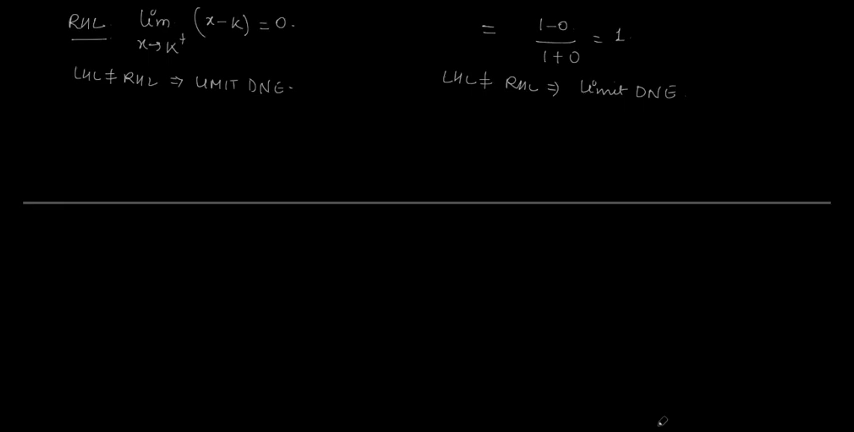 RHL lim (x-k) = 0.
x→k⁺
LHL ≠ RHL ⇒ LIMIT DNE.
= 1-0 / 1+0 = 1
LHL ≠ RHL ⇒ limit DNE